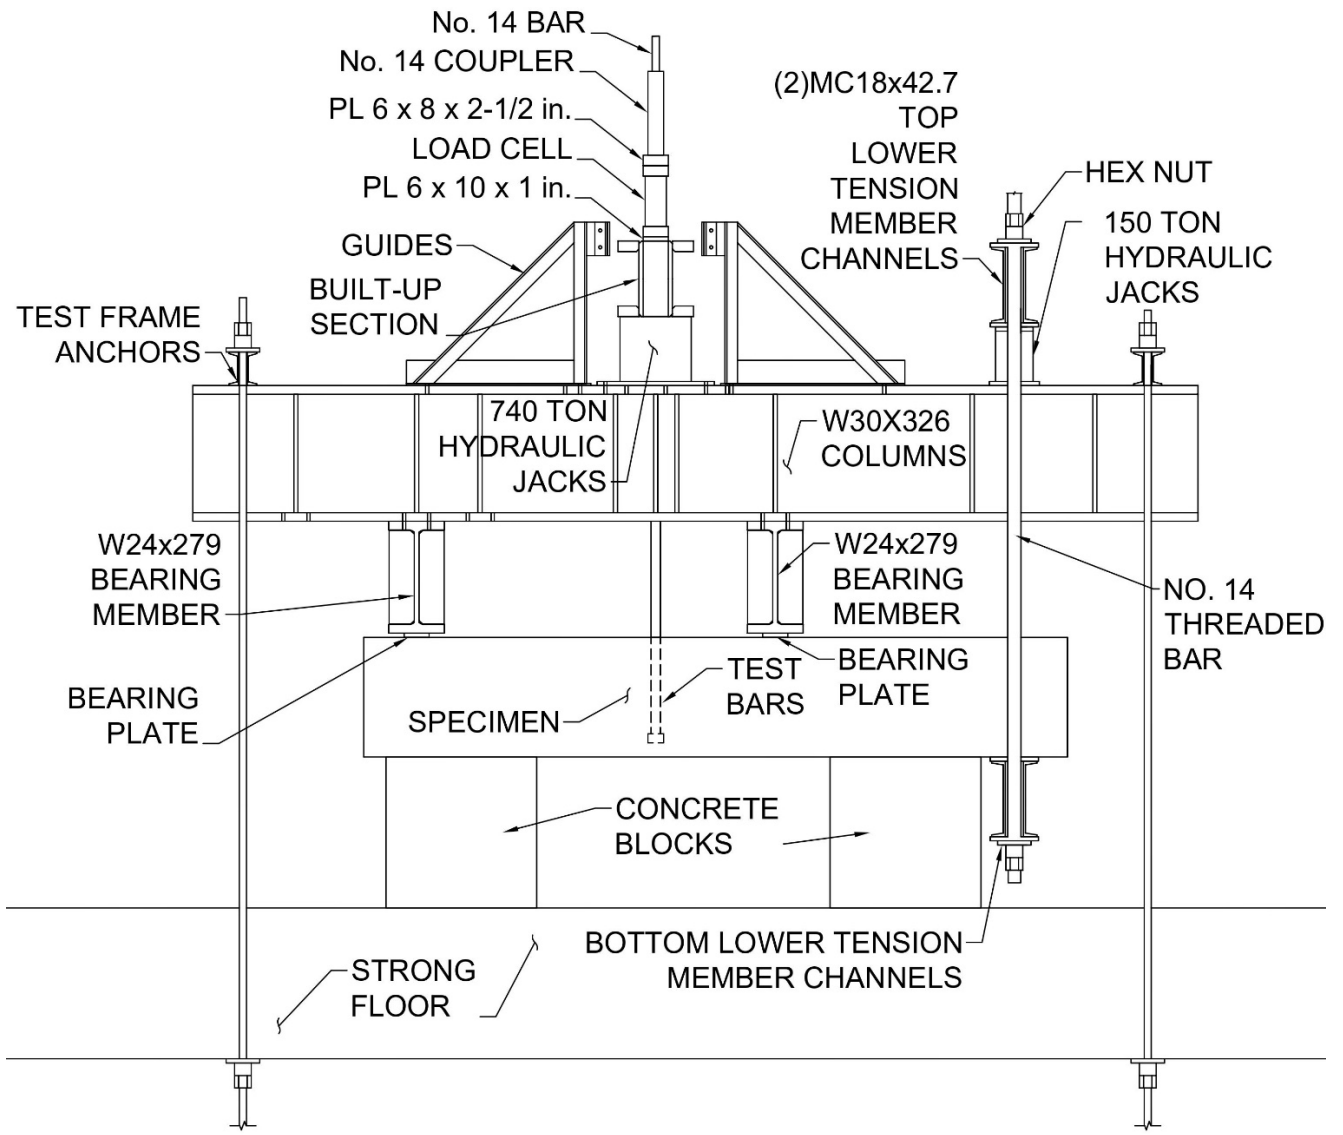 No. 14 BAR
No. 14 COUPLER
PL 6 x 8 x 2-1/2 in.
LOAD CELL
PL 6 x 10 x 1 in.
GUIDES
BUILT-UP
SECTION
TEST FRAME
ANCHORS
(2)MC18x42.7
TOP
LOWER
TENSION
MEMBER
CHANNELS
HEX NUT
150 TON
HYDRAULIC
JACKS
740 TON
HYDRAULIC
JACKS
W30X326
COLUMNS
W24x279
BEARING
MEMBER
W24x279
BEARING
MEMBER
NO. 14
THREADED
BAR
BEARING
PLATE
SPECIMEN
TEST
BARS
BEARING
PLATE
CONCRETE
BLOCKS
BOTTOM LOWER TENSION
MEMBER CHANNELS
STRONG
FLOOR